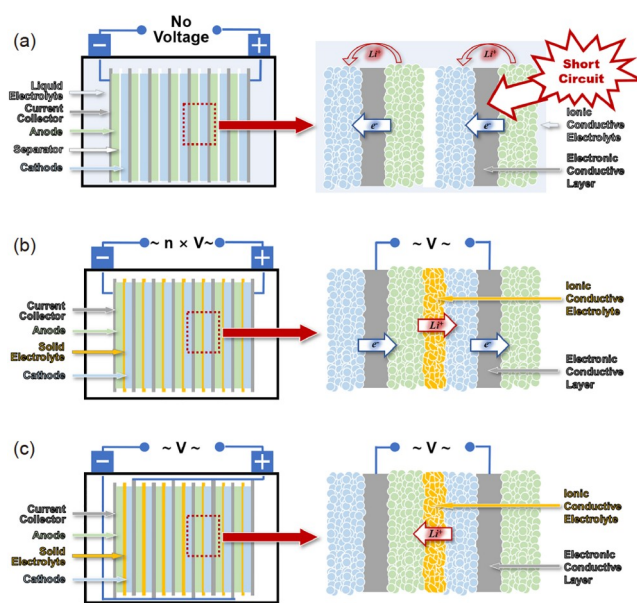 (a)
No
Voltage
−
+
Liquid
Electrolyte
Current
Collector
Anode
Separator
Cathode
Li⁺
Li⁺
Short
Circuit
e⁻
e⁻
Ionic
Conductive
Electrolyte
Electronic
Conductive
Layer
(b)
~ n × V~
−
+
Current
Collector
Anode
Solid
Electrolyte
Cathode
~ V ~
Li⁺
e⁻
e⁻
Ionic
Conductive
Electrolyte
Electronic
Conductive
Layer
(c)
~ V ~
−
+
Current
Collector
Anode
Solid
Electrolyte
Cathode
~ V ~
Li⁺
Ionic
Conductive
Electrolyte
Electronic
Conductive
Layer